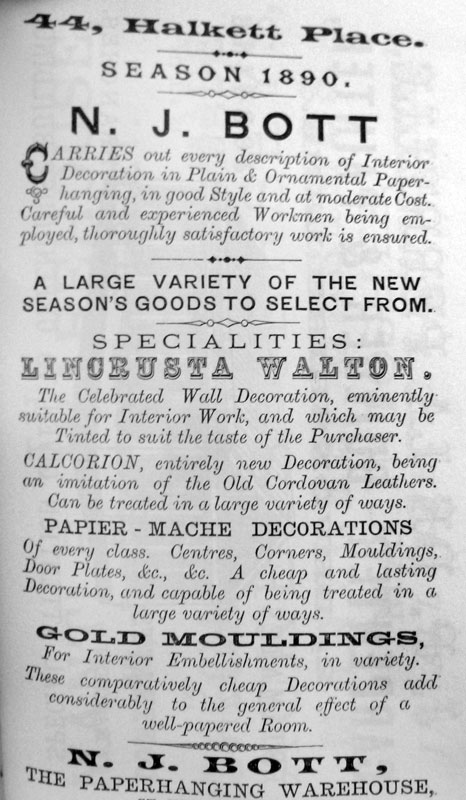 44, Halkett Place.
SEASON 1890.
N. J. BOTT
CARRIES out every description of Interior
Decoration in Plain & Ornamental Paper-
hanging, in good Style and at moderate Cost.
Careful and experienced Workmen being em-
ployed, thoroughly satisfactory work is ensured.
A LARGE VARIETY OF THE NEW
SEASON'S GOODS TO SELECT FROM.
SPECIALITIES:
LINCRUSTA WALTON.
The Celebrated Wall Decoration, eminently
suitable for Interior Work, and which may be
Tinted to suit the taste of the Purchaser.
CALCORION, entirely new Decoration, being
an imitation of the Old Cordovan Leathers.
Can be treated in a large variety of ways.
PAPIER-MACHE DECORATIONS
Of every class. Centres, Corners, Mouldings,
Door Plates, &c., &c. A cheap and lasting
Decoration, and capable of being treated in a
large variety of ways.
GOLD MOULDINGS,
For Interior Embellishments, in variety.
These comparatively cheap Decorations add
considerably to the general effect of a
well-papered Room.
N. J. BOTT,
THE PAPERHANGING WAREHOUSE,